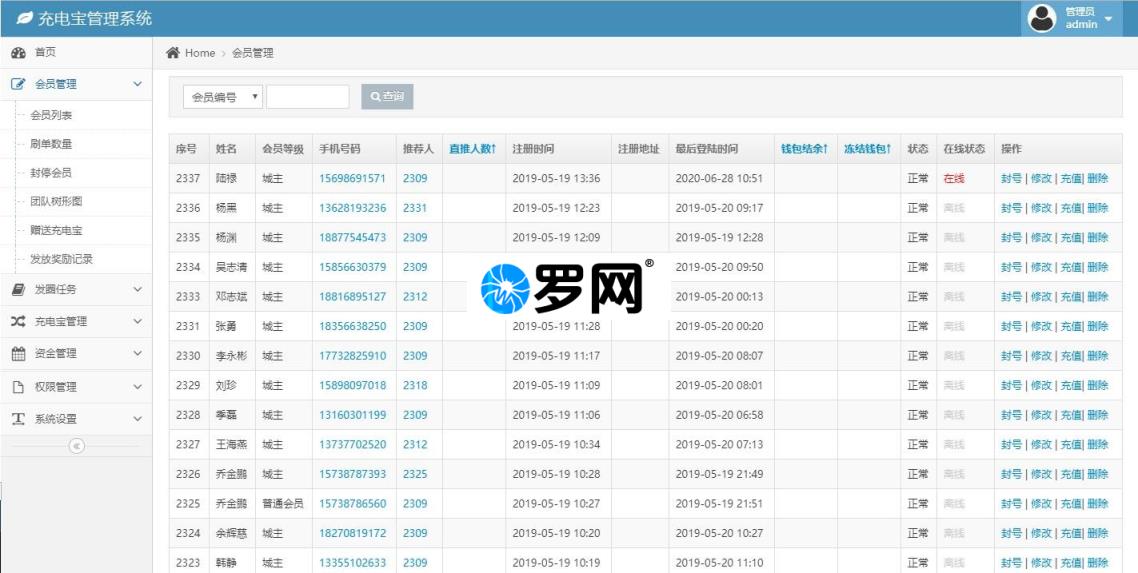 充电宝管理系统
管理员
admin
首页
会员管理
会员列表
刷单数量
封停会员
团队树形图
赠送充电宝
发放奖励记录
发圈任务
充电宝管理
资金管理
权限管理
系统设置
Home > 会员管理
会员编号 查询
序号 姓名 会员等级 手机号码 推荐人 直推人数↑ 注册时间 注册地址 最后登陆时间 钱包结余↑ 冻结钱包↑ 状态 在线状态 操作
2337 陆禄 城主 15698691571 2309 2019-05-19 13:36 2020-06-28 10:51 正常 在线 封号 | 修改 | 充值| 删除
2336 杨黑 城主 13628193236 2331 2019-05-19 12:23 2019-05-20 09:17 正常 离线 封号 | 修改 | 充值| 删除
2335 杨渊 城主 18877545473 2309 2019-05-19 12:09 2019-05-19 12:28 正常 离线 封号 | 修改 | 充值| 删除
2334 吴志清 城主 15856630379 2309 2019-05-20 09:50 正常 离线 封号 | 修改 | 充值| 删除
2333 邓志斌 城主 18816895127 2312 2019-05-20 00:13 正常 离线 封号 | 修改 | 充值| 删除
罗网®
2331 张勇 城主 18356638250 2309 2019-05-19 11:28 2019-05-20 00:20 正常 离线 封号 | 修改 | 充值| 删除
2330 李永彬 城主 17732825910 2309 2019-05-19 11:17 2019-05-20 08:07 正常 离线 封号 | 修改 | 充值| 删除
2329 刘珍 城主 15898097018 2318 2019-05-19 11:09 2019-05-20 08:01 正常 离线 封号 | 修改 | 充值| 删除
2328 季磊 城主 13160301199 2309 2019-05-19 11:06 2019-05-20 06:58 正常 离线 封号 | 修改 | 充值| 删除
2327 王海燕 城主 13737702520 2312 2019-05-19 10:34 2019-05-20 07:13 正常 离线 封号 | 修改 | 充值| 删除
2326 乔金鹏 城主 15738787393 2325 2019-05-19 10:28 2019-05-19 21:49 正常 离线 封号 | 修改 | 充值| 删除
2325 乔金鹏 普通会员 15738786560 2309 2019-05-19 10:27 2019-05-19 21:51 正常 离线 封号 | 修改 | 充值| 删除
2324 余辉慈 城主 18270819172 2309 2019-05-19 10:20 2019-05-20 10:27 正常 离线 封号 | 修改 | 充值| 删除
2323 韩静 城主 13355102633 2309 2019-05-19 10:19 2019-05-20 11:10 正常 离线 封号 | 修改 | 充值| 删除